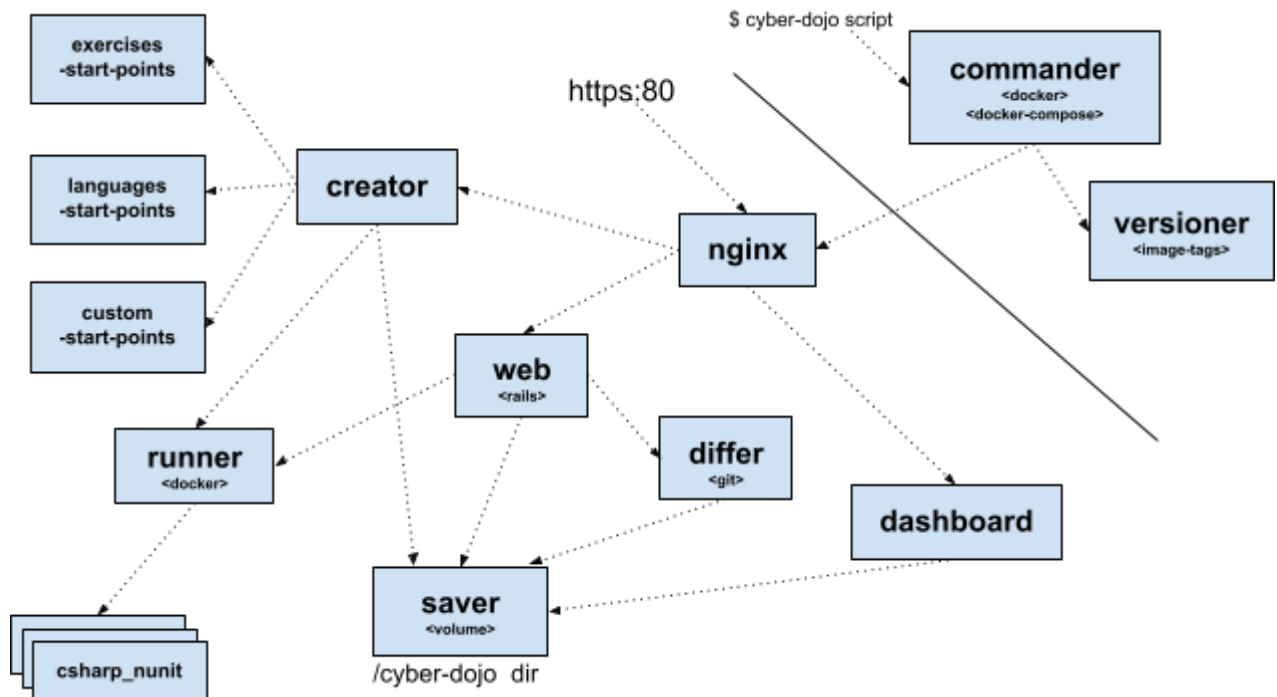 exercises
-start-points
$ cyber-dojo script
commander
<docker>
<docker-compose>
https:80
languages
-start-points
creator
versioner
<image-tags>
nginx
custom
-start-points
web
<rails>
runner
<docker>
differ
<git>
dashboard
saver
<volume>
/cyber-dojo dir
csharp_nunit